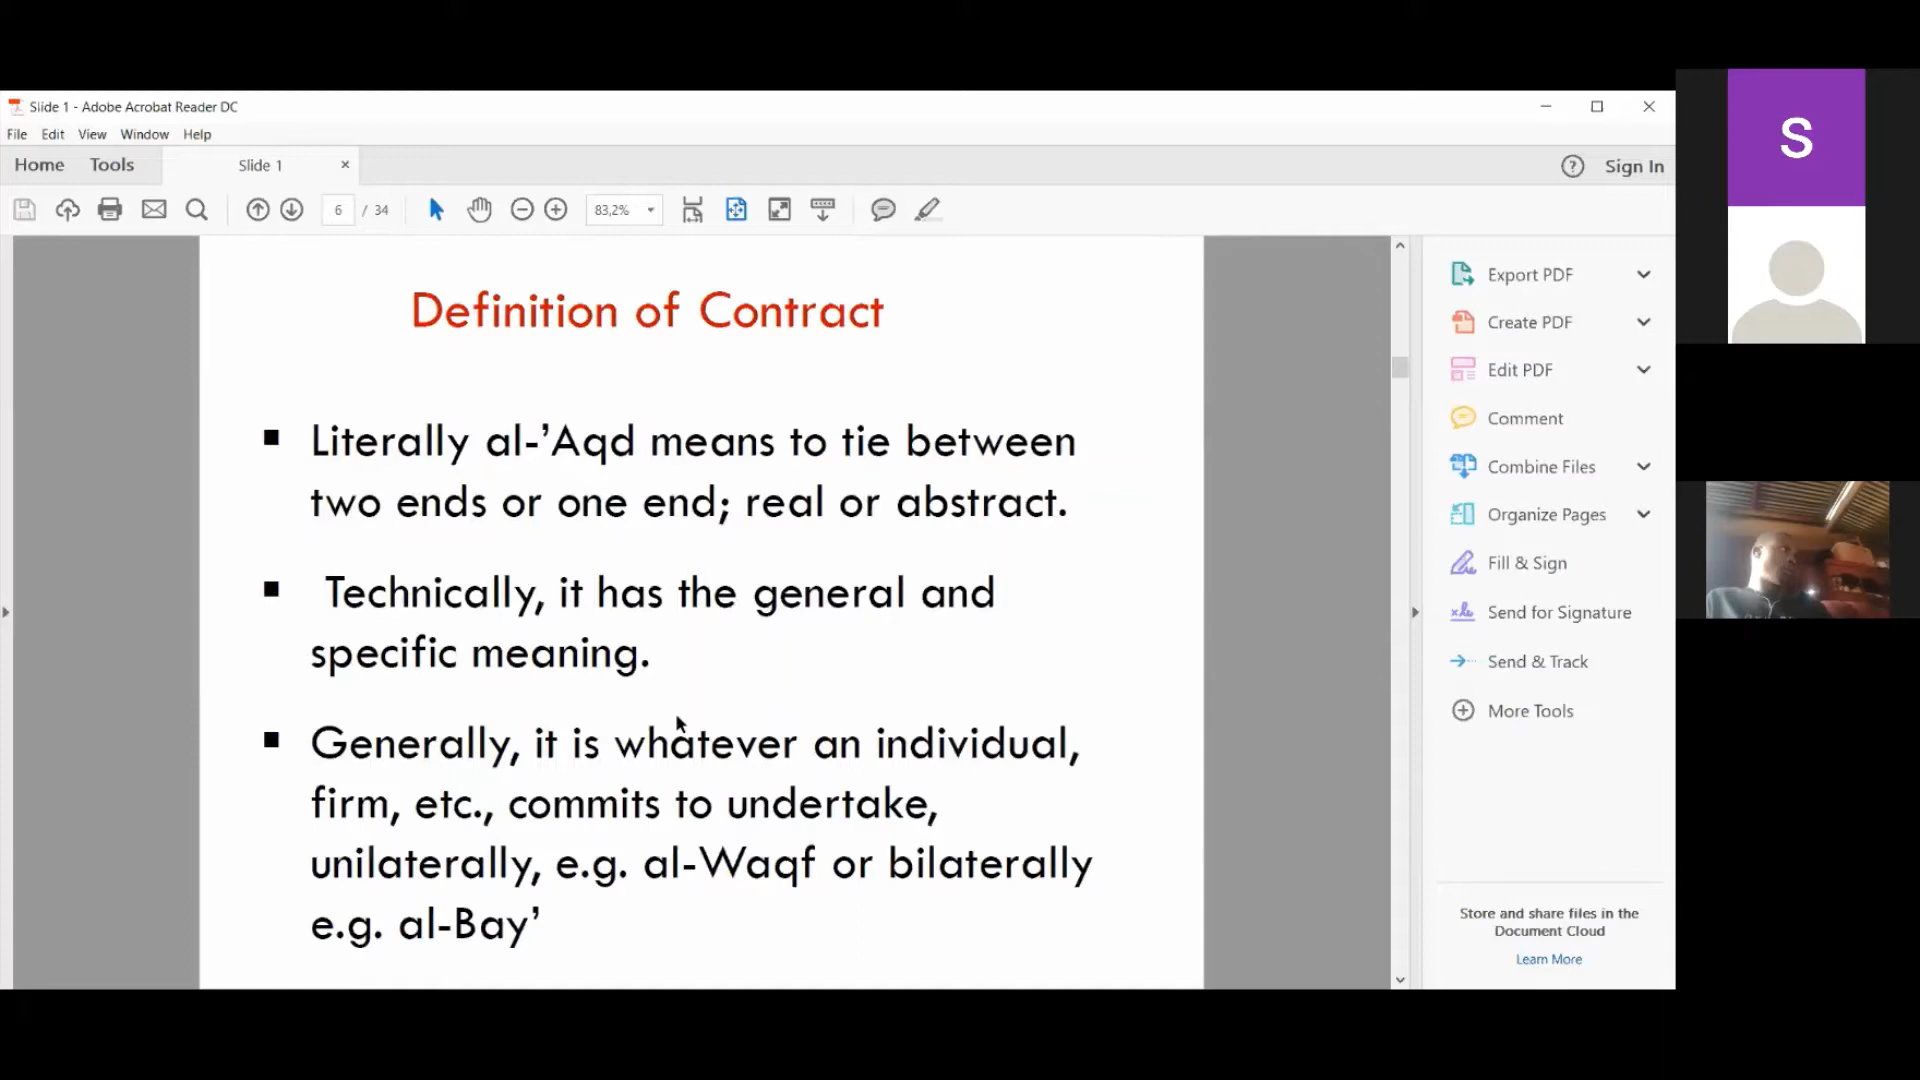 Slide 1 - Adobe Acrobat Reader DC
File Edit View Window Help
Home Tools Slide 1 × Sign In
6 / 34 83,2%
Definition of Contract
▪ Literally al-’Aqd means to tie between
two ends or one end; real or abstract.
▪ Technically, it has the general and
specific meaning.
▪ Generally, it is whatever an individual,
firm, etc., commits to undertake,
unilaterally, e.g. al-Waqf or bilaterally
e.g. al-Bay’
Export PDF
Create PDF
Edit PDF
Comment
Combine Files
Organize Pages
Fill & Sign
Send for Signature
Send & Track
More Tools
Store and share files in the
Document Cloud
Learn More
S